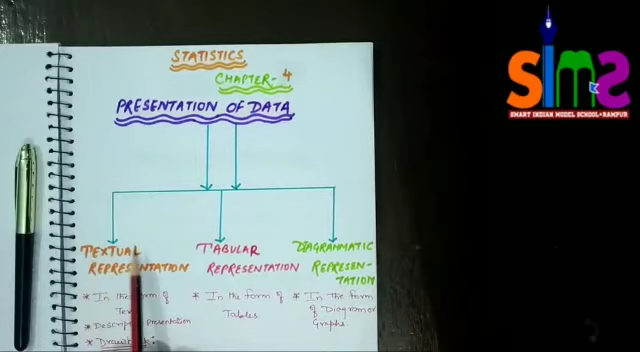 STATISTICS
CHAPTER-4
PRESENTATION OF DATA
TEXTUAL
REPRESENTATION
* In the form of
* Descriptive Presentation
* Drawback:
TABULAR
REPRESENTATION
* In the form of
Tables
DIAGRAMMATIC
REPRESEN-
TATION
* In the form
of Diagram or
Graphs.
SIMS
SMART INDIAN MODEL SCHOOL•RAMPUR